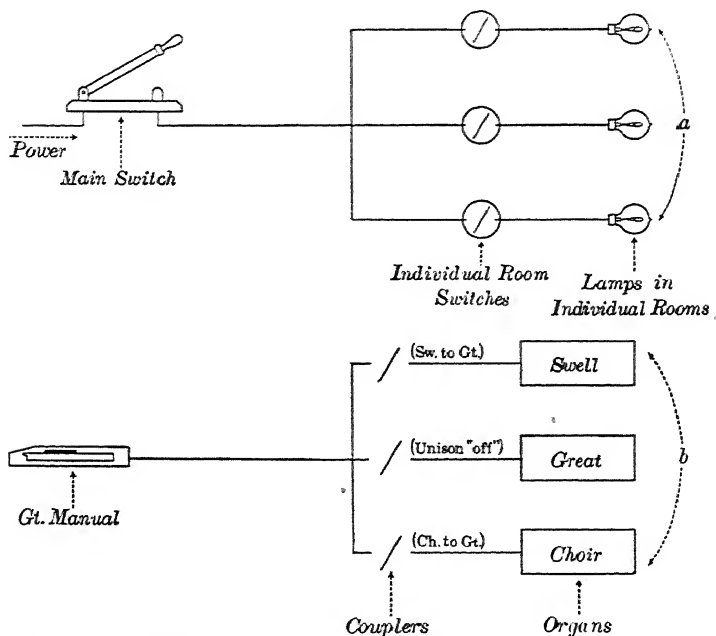 a
Power
Main Switch
Individual Room
Switches
Lamps in
Individual Rooms
(Sw. to Gt.)
Swell
(Unison "off")
Great
b
Gt. Manual
(Ch. to Gt.)
Choir
Couplers
Organs